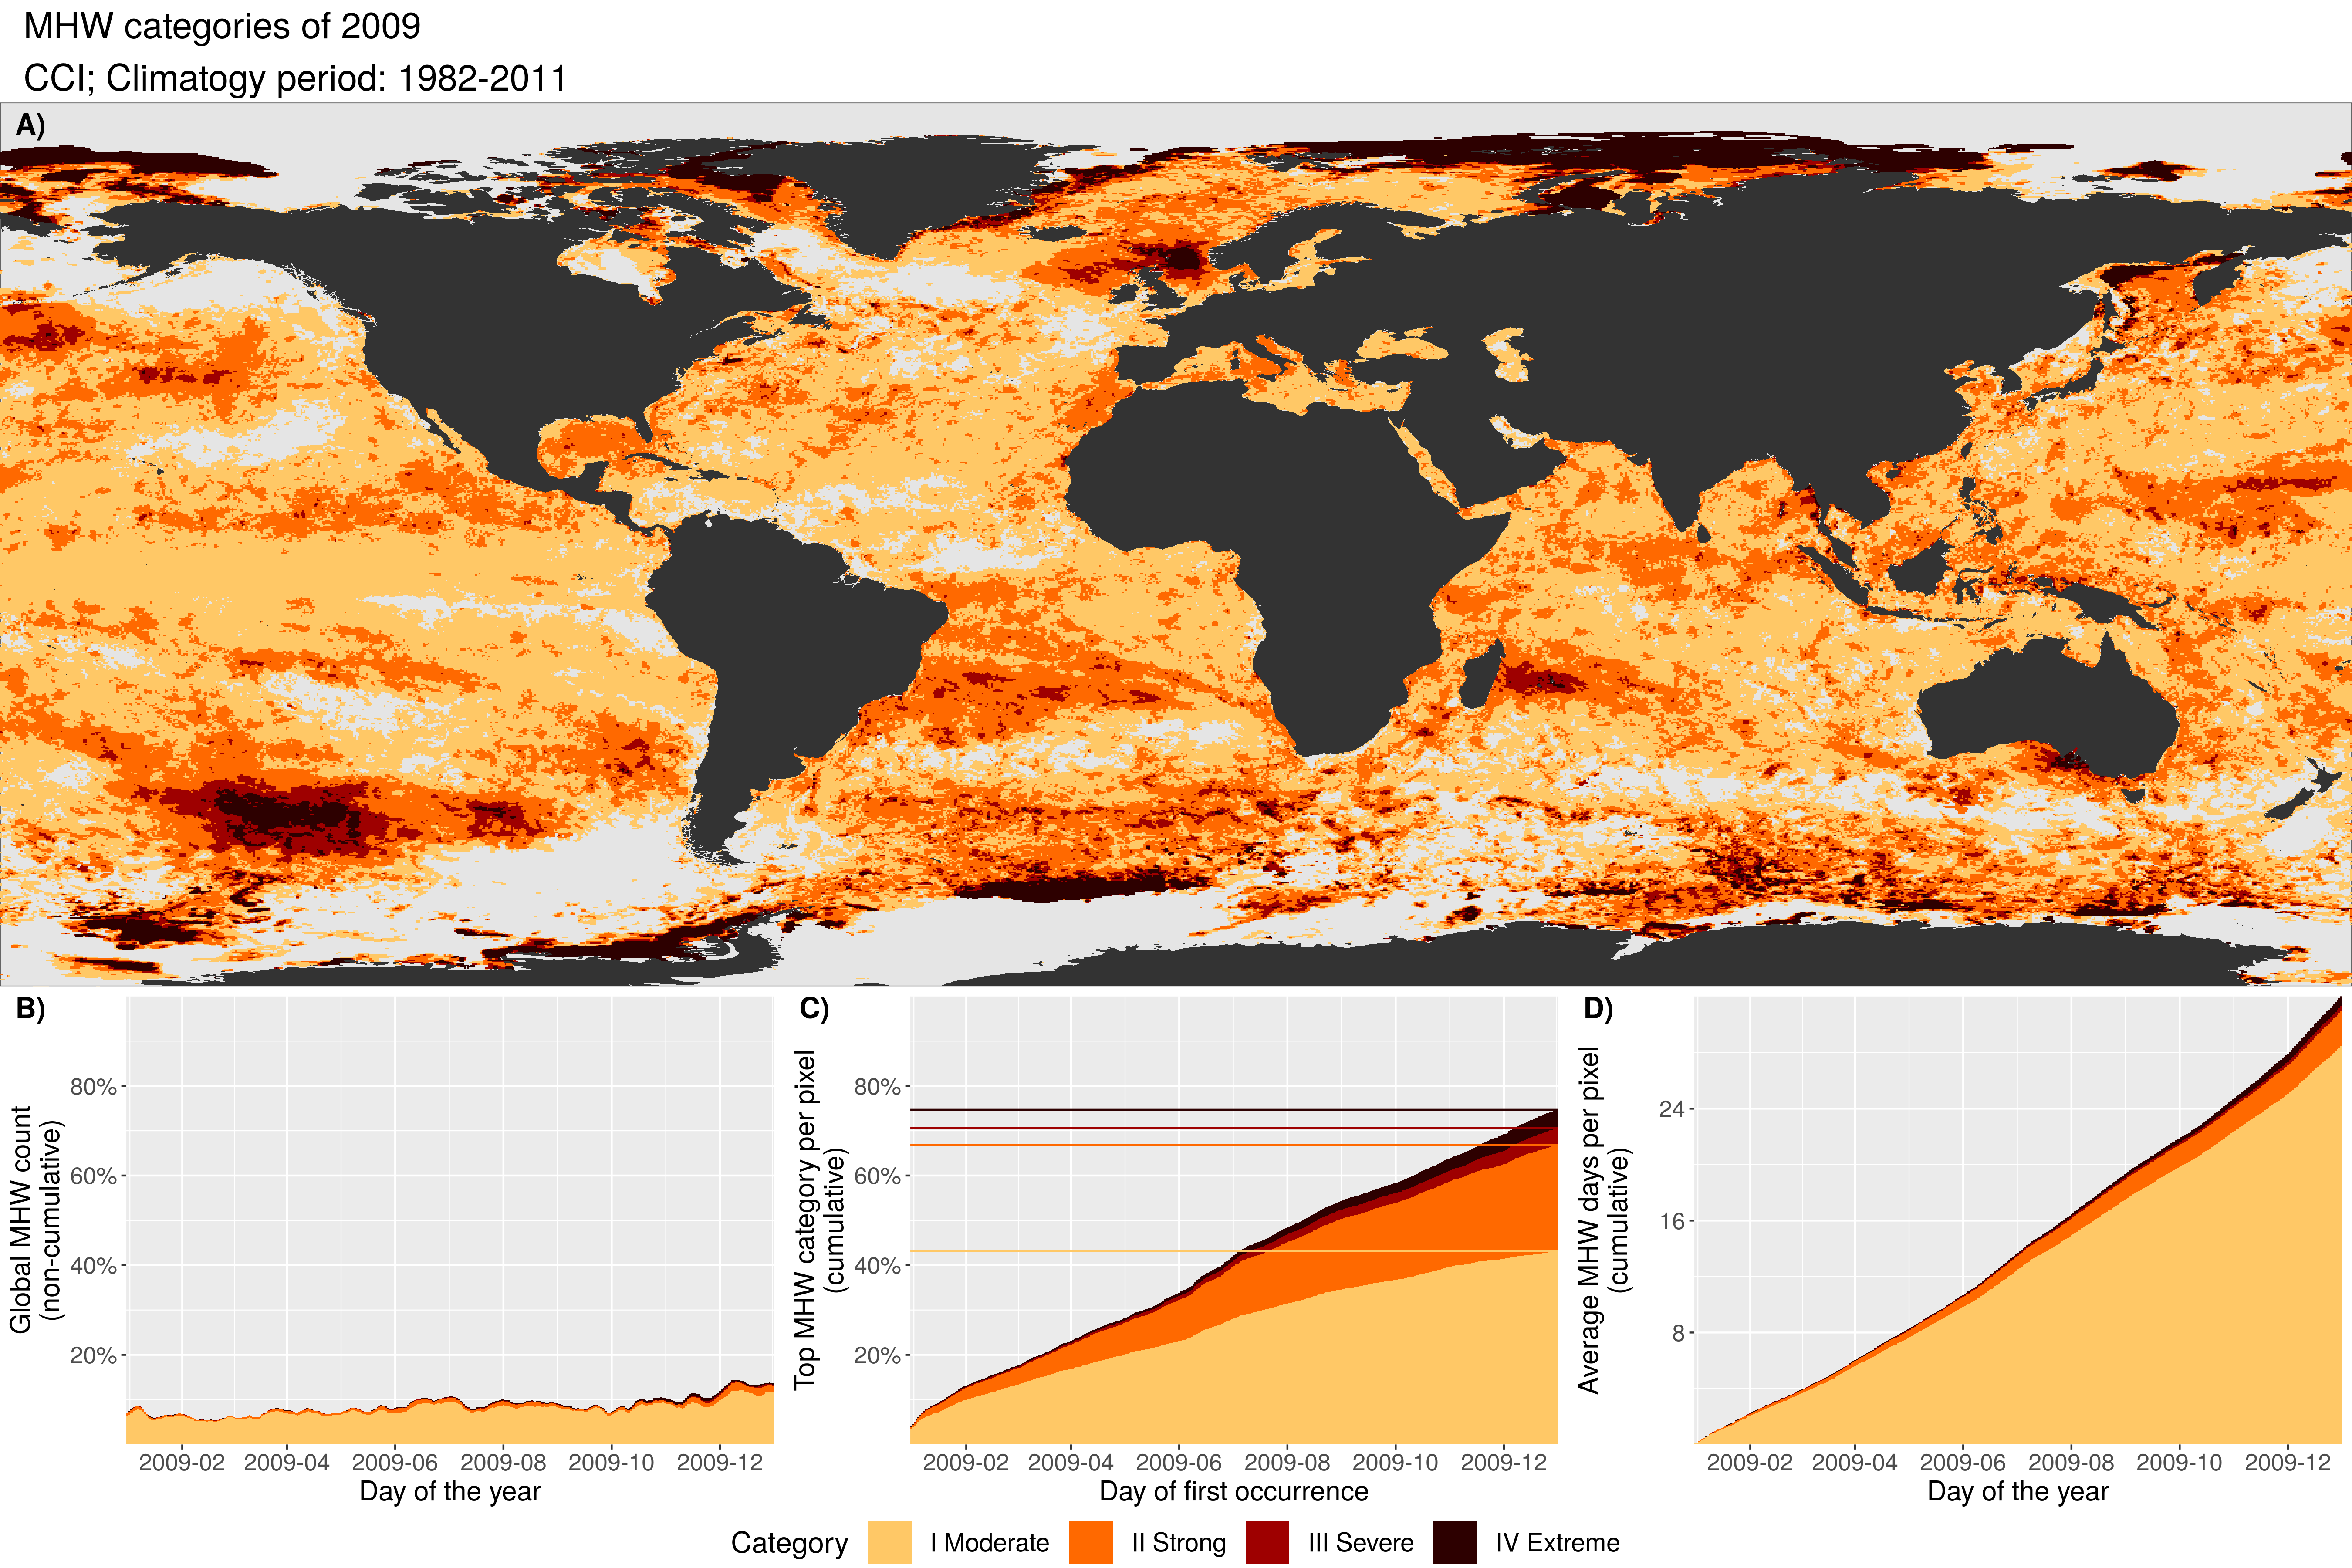 MHW categories of 2009
CCI; Climatogy period: 1982-2011
A)
B)
Global MHW count
(non-cumulative)
80%
60%
40%
20%
2009-02 2009-04 2009-06 2009-08 2009-10 2009-12
Day of the year
C)
Top MHW category per pixel
(cumulative)
80%
60%
40%
20%
2009-02 2009-04 2009-06 2009-08 2009-10 2009-12
Day of first occurrence
D)
Average MHW days per pixel
(cumulative)
24
16
8
2009-02 2009-04 2009-06 2009-08 2009-10 2009-12
Day of the year
Category I Moderate II Strong III Severe IV Extreme